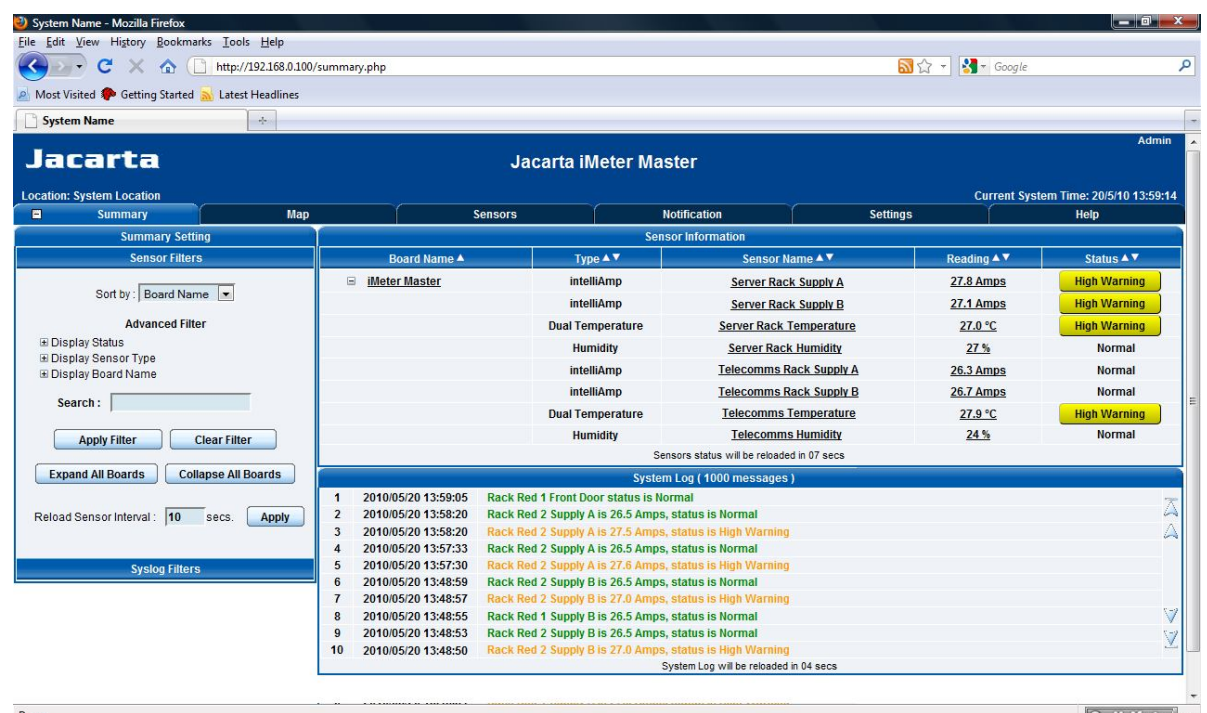 System Name - Mozilla Firefox
File Edit View History Bookmarks Tools Help
http://192.168.0.100/summary.php Google
Most Visited Getting Started Latest Headlines
System Name
Admin
Jacarta Jacarta iMeter Master
Location: System Location Current System Time: 20/5/10 13:59:14
Summary Map Sensors Notification Settings Help
Summary Setting
Sensor Filters
Sort by : Board Name
Advanced Filter
Display Status
Display Sensor Type
Display Board Name
Search :
Apply Filter Clear Filter
Expand All Boards Collapse All Boards
Reload Sensor Interval : 10 secs. Apply
Syslog Filters
Sensor Information
Board Name Type Sensor Name Reading Status
iMeter Master intelliAmp Server Rack Supply A 27.8 Amps High Warning
intelliAmp Server Rack Supply B 27.1 Amps High Warning
Dual Temperature Server Rack Temperature 27.0 °C High Warning
Humidity Server Rack Humidity 27 % Normal
intelliAmp Telecomms Rack Supply A 26.3 Amps Normal
intelliAmp Telecomms Rack Supply B 26.7 Amps Normal
Dual Temperature Telecomms Temperature 27.9 °C High Warning
Humidity Telecomms Humidity 24 % Normal
Sensors status will be reloaded in 07 secs
System Log ( 1000 messages )
1 2010/05/20 13:59:05 Rack Red 1 Front Door status is Normal
2 2010/05/20 13:58:20 Rack Red 2 Supply A is 26.5 Amps, status is Normal
3 2010/05/20 13:58:20 Rack Red 2 Supply A is 27.5 Amps, status is High Warning
4 2010/05/20 13:57:33 Rack Red 2 Supply A is 26.5 Amps, status is Normal
5 2010/05/20 13:57:30 Rack Red 2 Supply A is 27.6 Amps, status is High Warning
6 2010/05/20 13:48:59 Rack Red 2 Supply B is 26.5 Amps, status is Normal
7 2010/05/20 13:48:57 Rack Red 2 Supply B is 27.0 Amps, status is High Warning
8 2010/05/20 13:48:55 Rack Red 1 Supply B is 26.5 Amps, status is Normal
9 2010/05/20 13:48:53 Rack Red 2 Supply B is 26.5 Amps, status is Normal
10 2010/05/20 13:48:50 Rack Red 2 Supply B is 27.0 Amps, status is High Warning
System Log will be reloaded in 04 secs